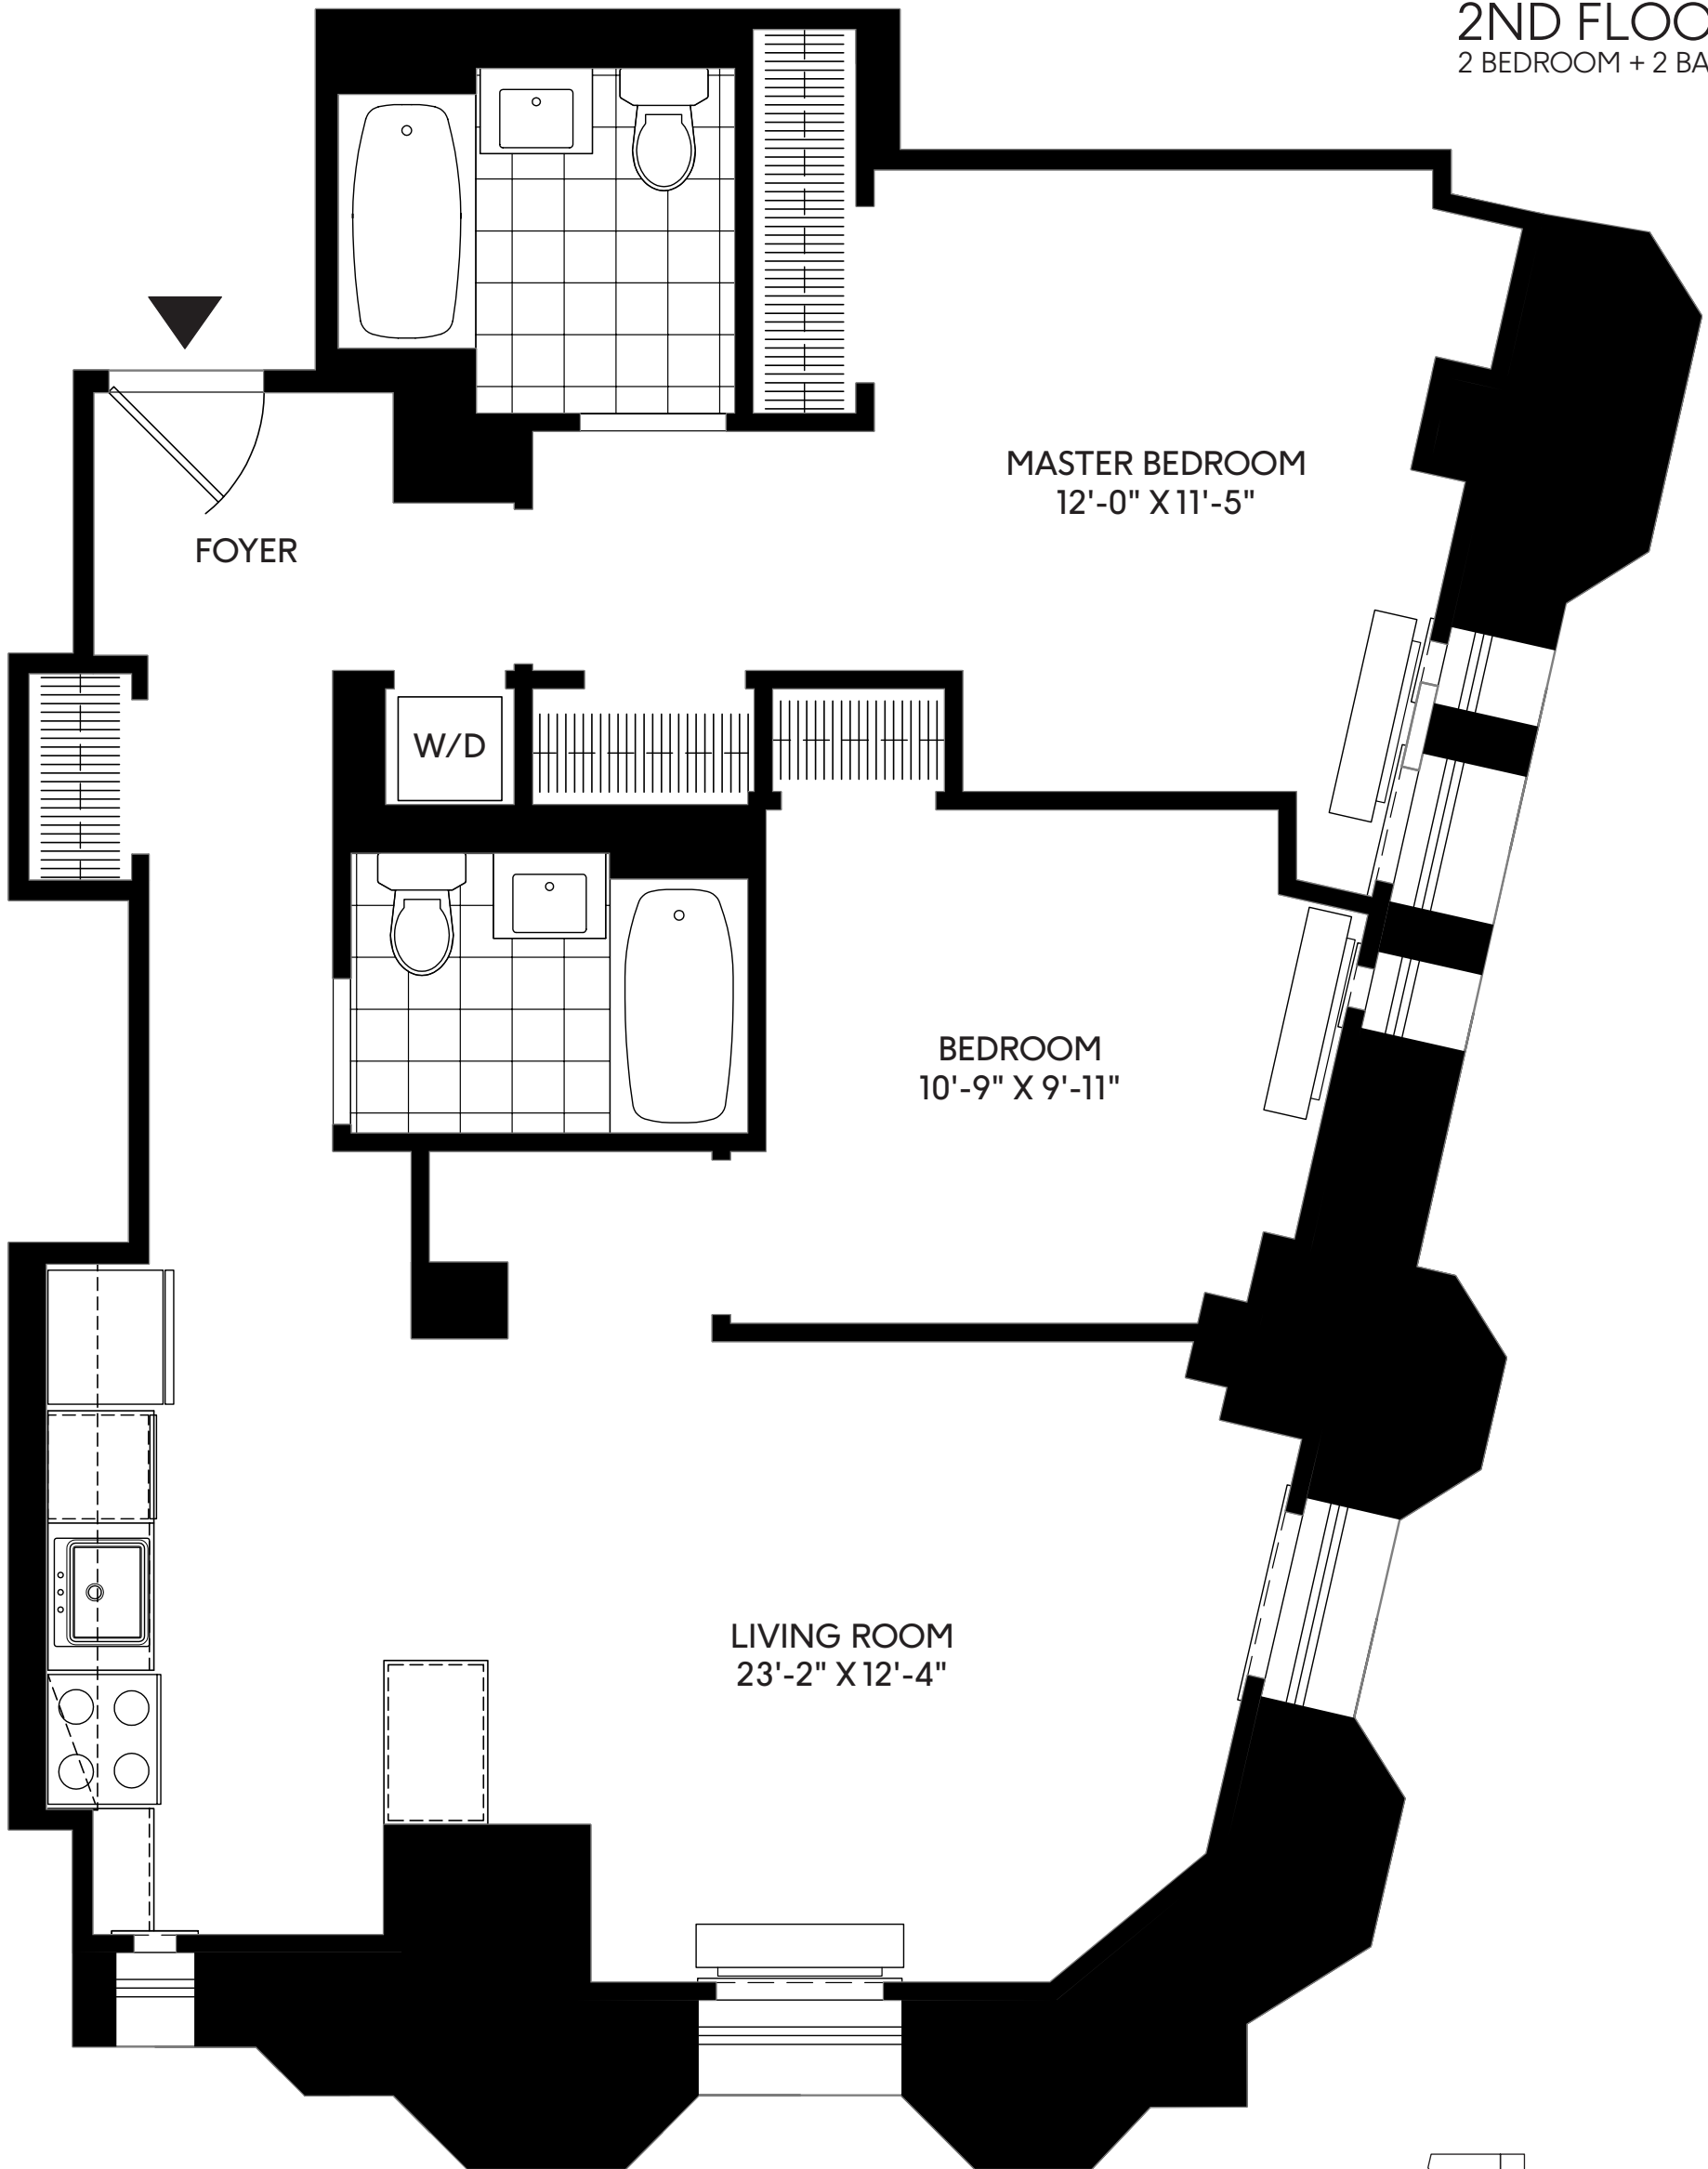 2ND FLOO
2 BEDROOM + 2 BA
MASTER BEDROOM
12'-0" X 11'-5"
FOYER
W/D
BEDROOM
10'-9" X 9'-11"
LIVING ROOM
23'-2" X 12'-4"